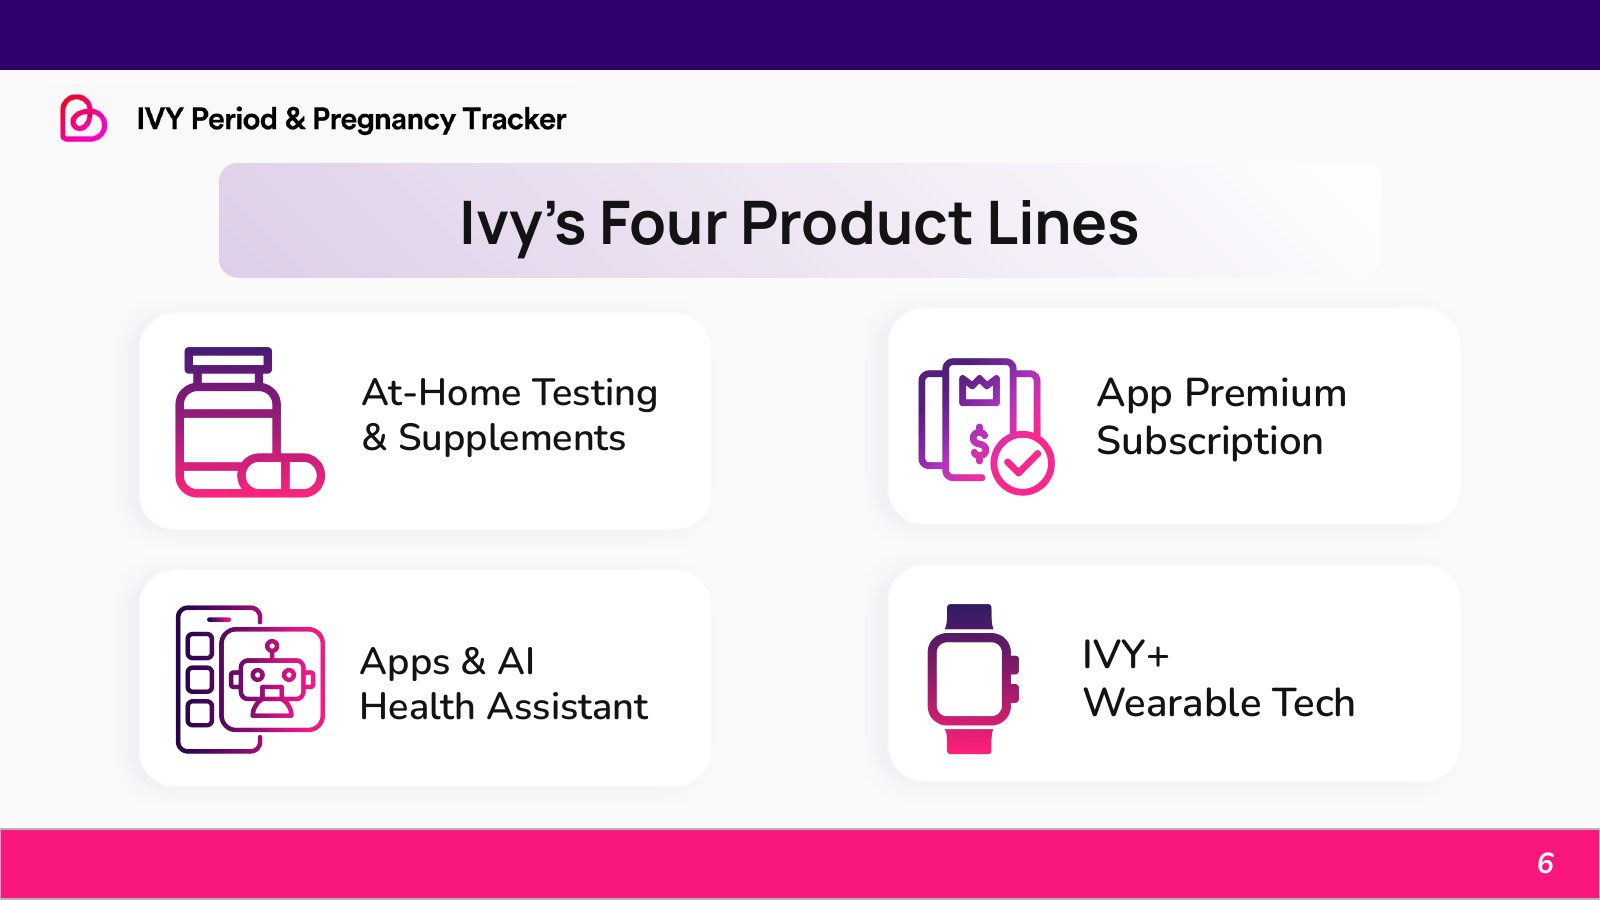 IVY Period & Pregnancy Tracker
Ivy’s Four Product Lines
At-Home Testing
& Supplements
App Premium
Subscription
$
Apps & AI
Health Assistant
IVY+
Wearable Tech
6